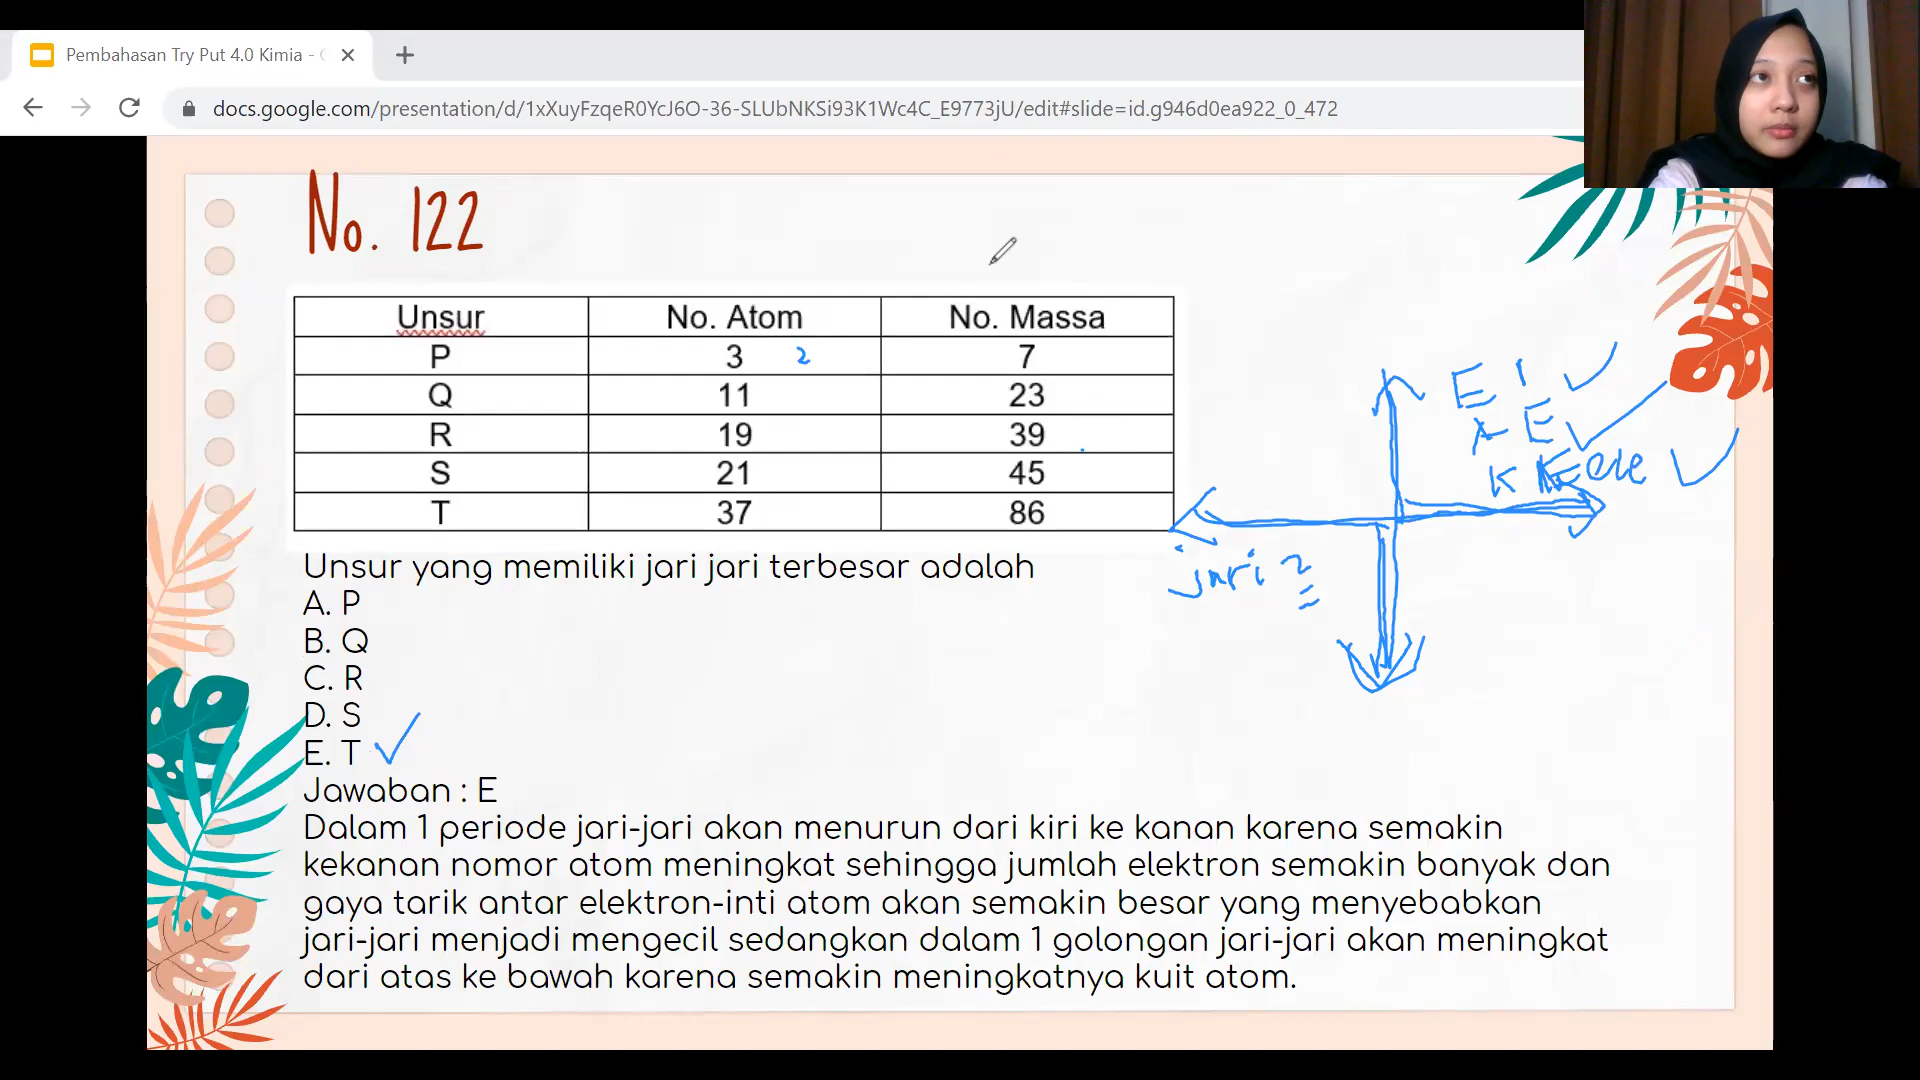 Pembahasan Try Put 4.0 Kimia -
docs.google.com/presentation/d/1xXuyFzqeR0YcJ6O-36-SLUbNKSi93K1Wc4C_E9773jU/edit#slide=id.g946d0ea922_0_472
No. 122
Unsur No. Atom No. Massa
P 3 2 7
Q 11 23
R 19 39
S 21 45
T 37 86
E I
A E
K
Jari 2
Unsur yang memiliki jari jari terbesar adalah
A. P
B. Q
C. R
D. S
E. T
Jawaban : E
Dalam 1 periode jari-jari akan menurun dari kiri ke kanan karena semakin
kekanan nomor atom meningkat sehingga jumlah elektron semakin banyak dan
gaya tarik antar elektron-inti atom akan semakin besar yang menyebabkan
jari-jari menjadi mengecil sedangkan dalam 1 golongan jari-jari akan meningkat
dari atas ke bawah karena semakin meningkatnya kuit atom.